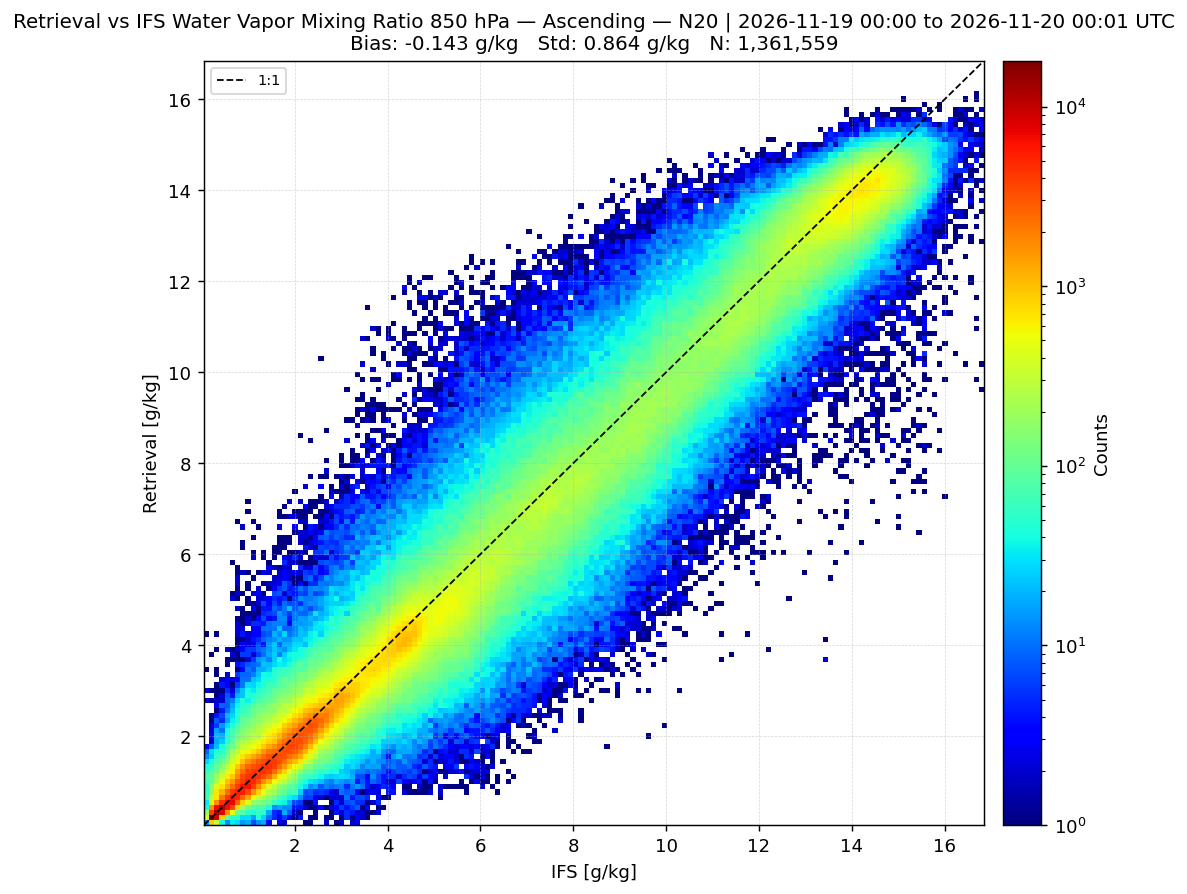 Retrieval vs IFS Water Vapor Mixing Ratio 850 hPa — Ascending — N20 | 2026-11-19 00:00 to 2026-11-20 00:01 UTC
Bias: -0.143 g/kg   Std: 0.864 g/kg   N: 1,361,559
1:1
16
14
12
10
8
6
4
2
Retrieval [g/kg]
2 4 6 8 10 12 14 16
IFS [g/kg]
10⁴
10³
10²
10¹
10⁰
Counts